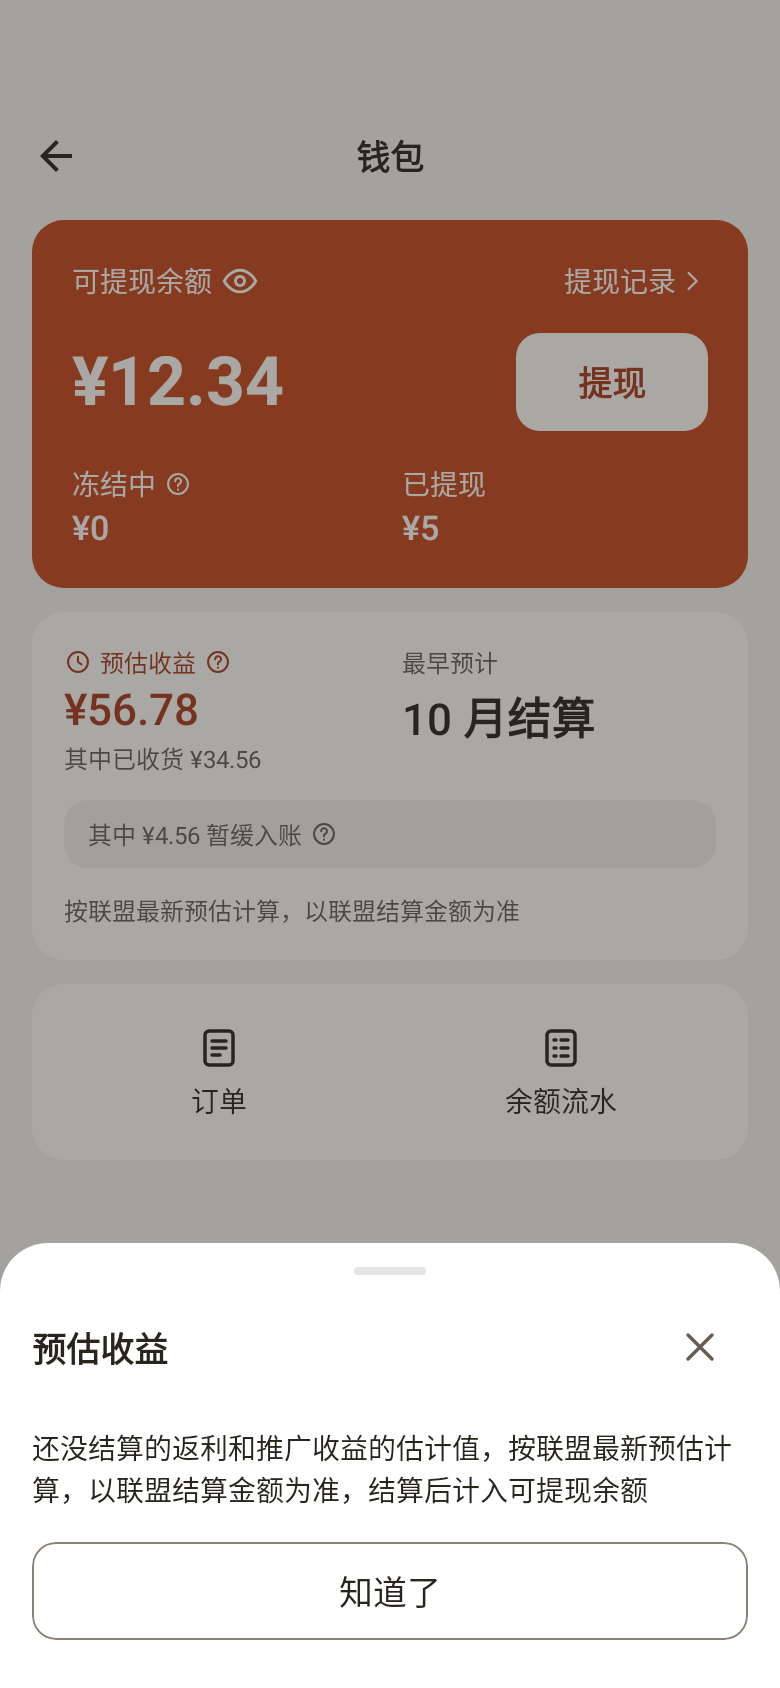 钱包
可提现余额 提现记录
¥12.34 提现
冻结中 已提现
¥0 ¥5
预估收益 最早预计
¥56.78 10 月结算
其中已收货 ¥34.56
其中 ¥4.56 暂缓入账
按联盟最新预估计算，以联盟结算金额为准
订单 余额流水
预估收益
还没结算的返利和推广收益的估计值，按联盟最新预估计
算，以联盟结算金额为准，结算后计入可提现余额
知道了